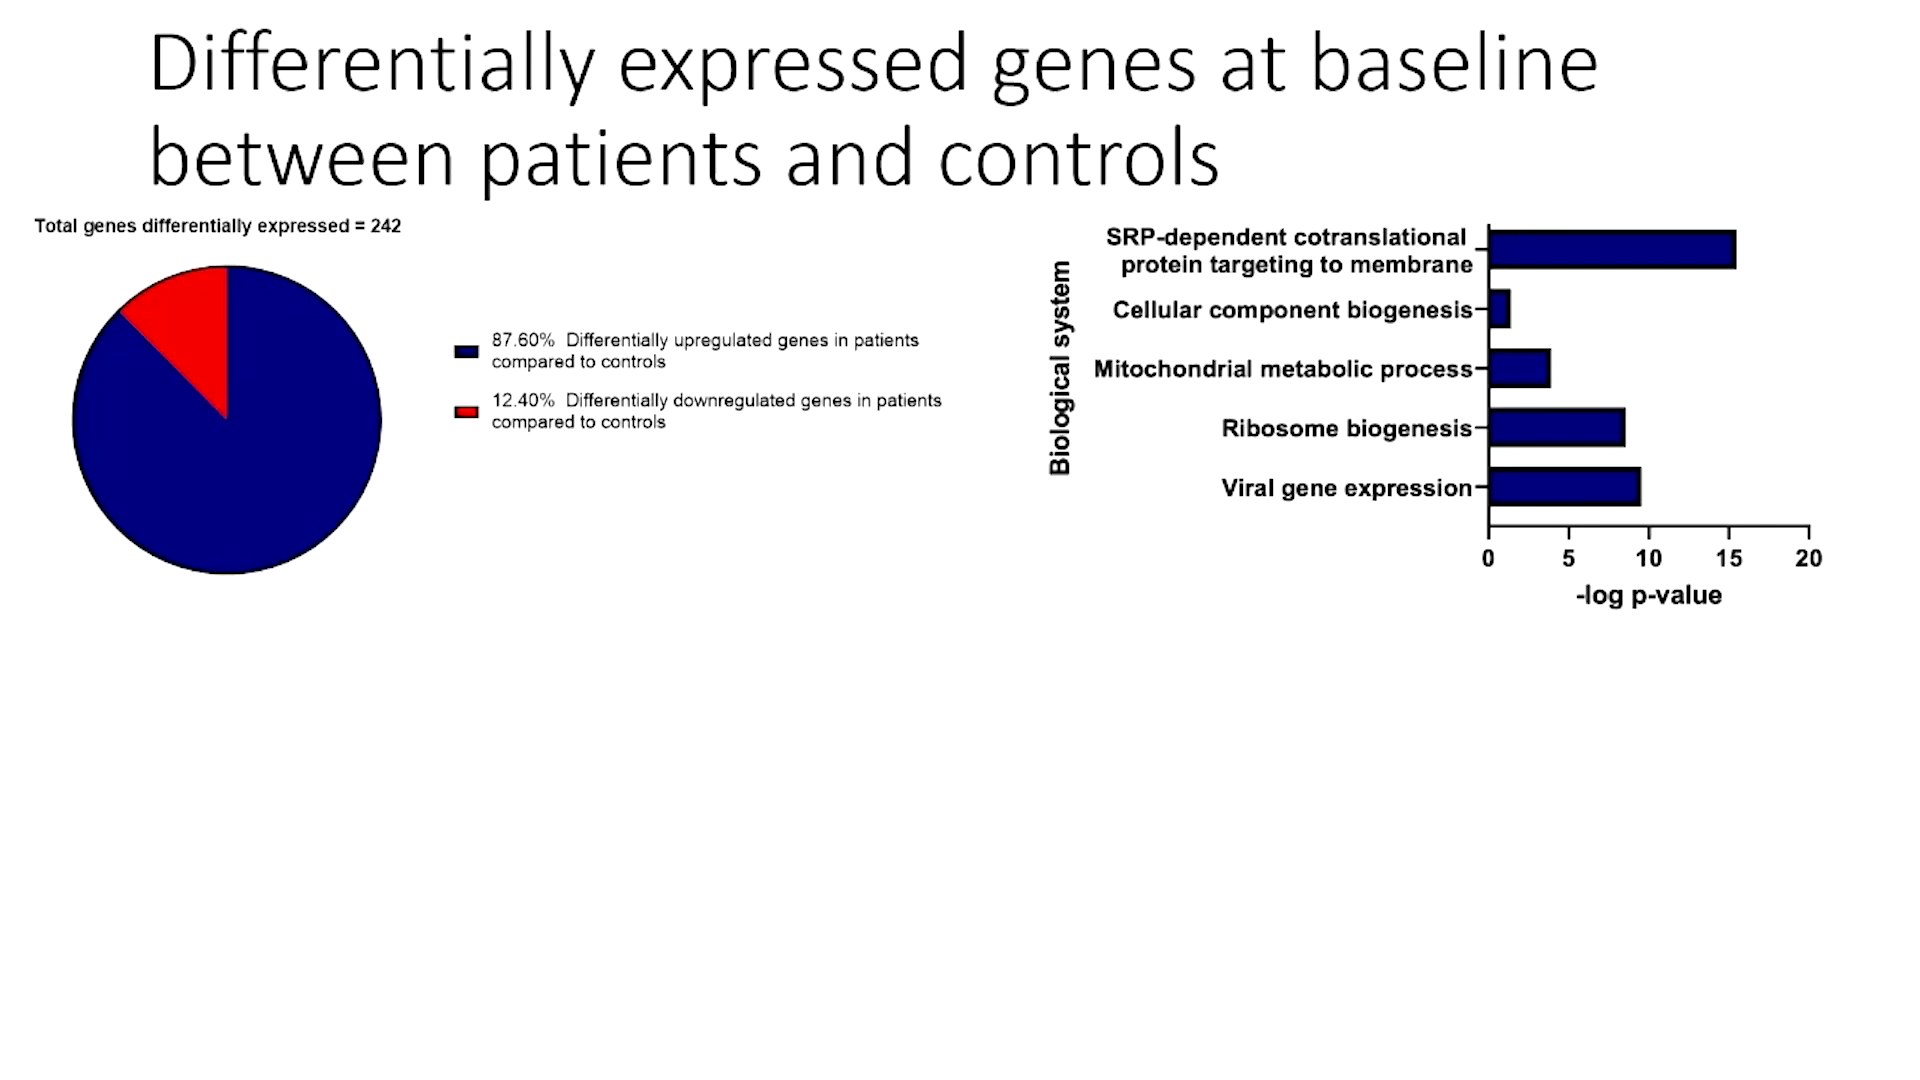 Differentially expressed genes at baseline
between patients and controls
Total genes differentially expressed = 242
87.60% Differentially upregulated genes in patients
compared to controls
12.40% Differentially downregulated genes in patients
compared to controls
Biological system
SRP-dependent cotranslational
protein targeting to membrane
Cellular component biogenesis
Mitochondrial metabolic process
Ribosome biogenesis
Viral gene expression
0 5 10 15 20
-log p-value